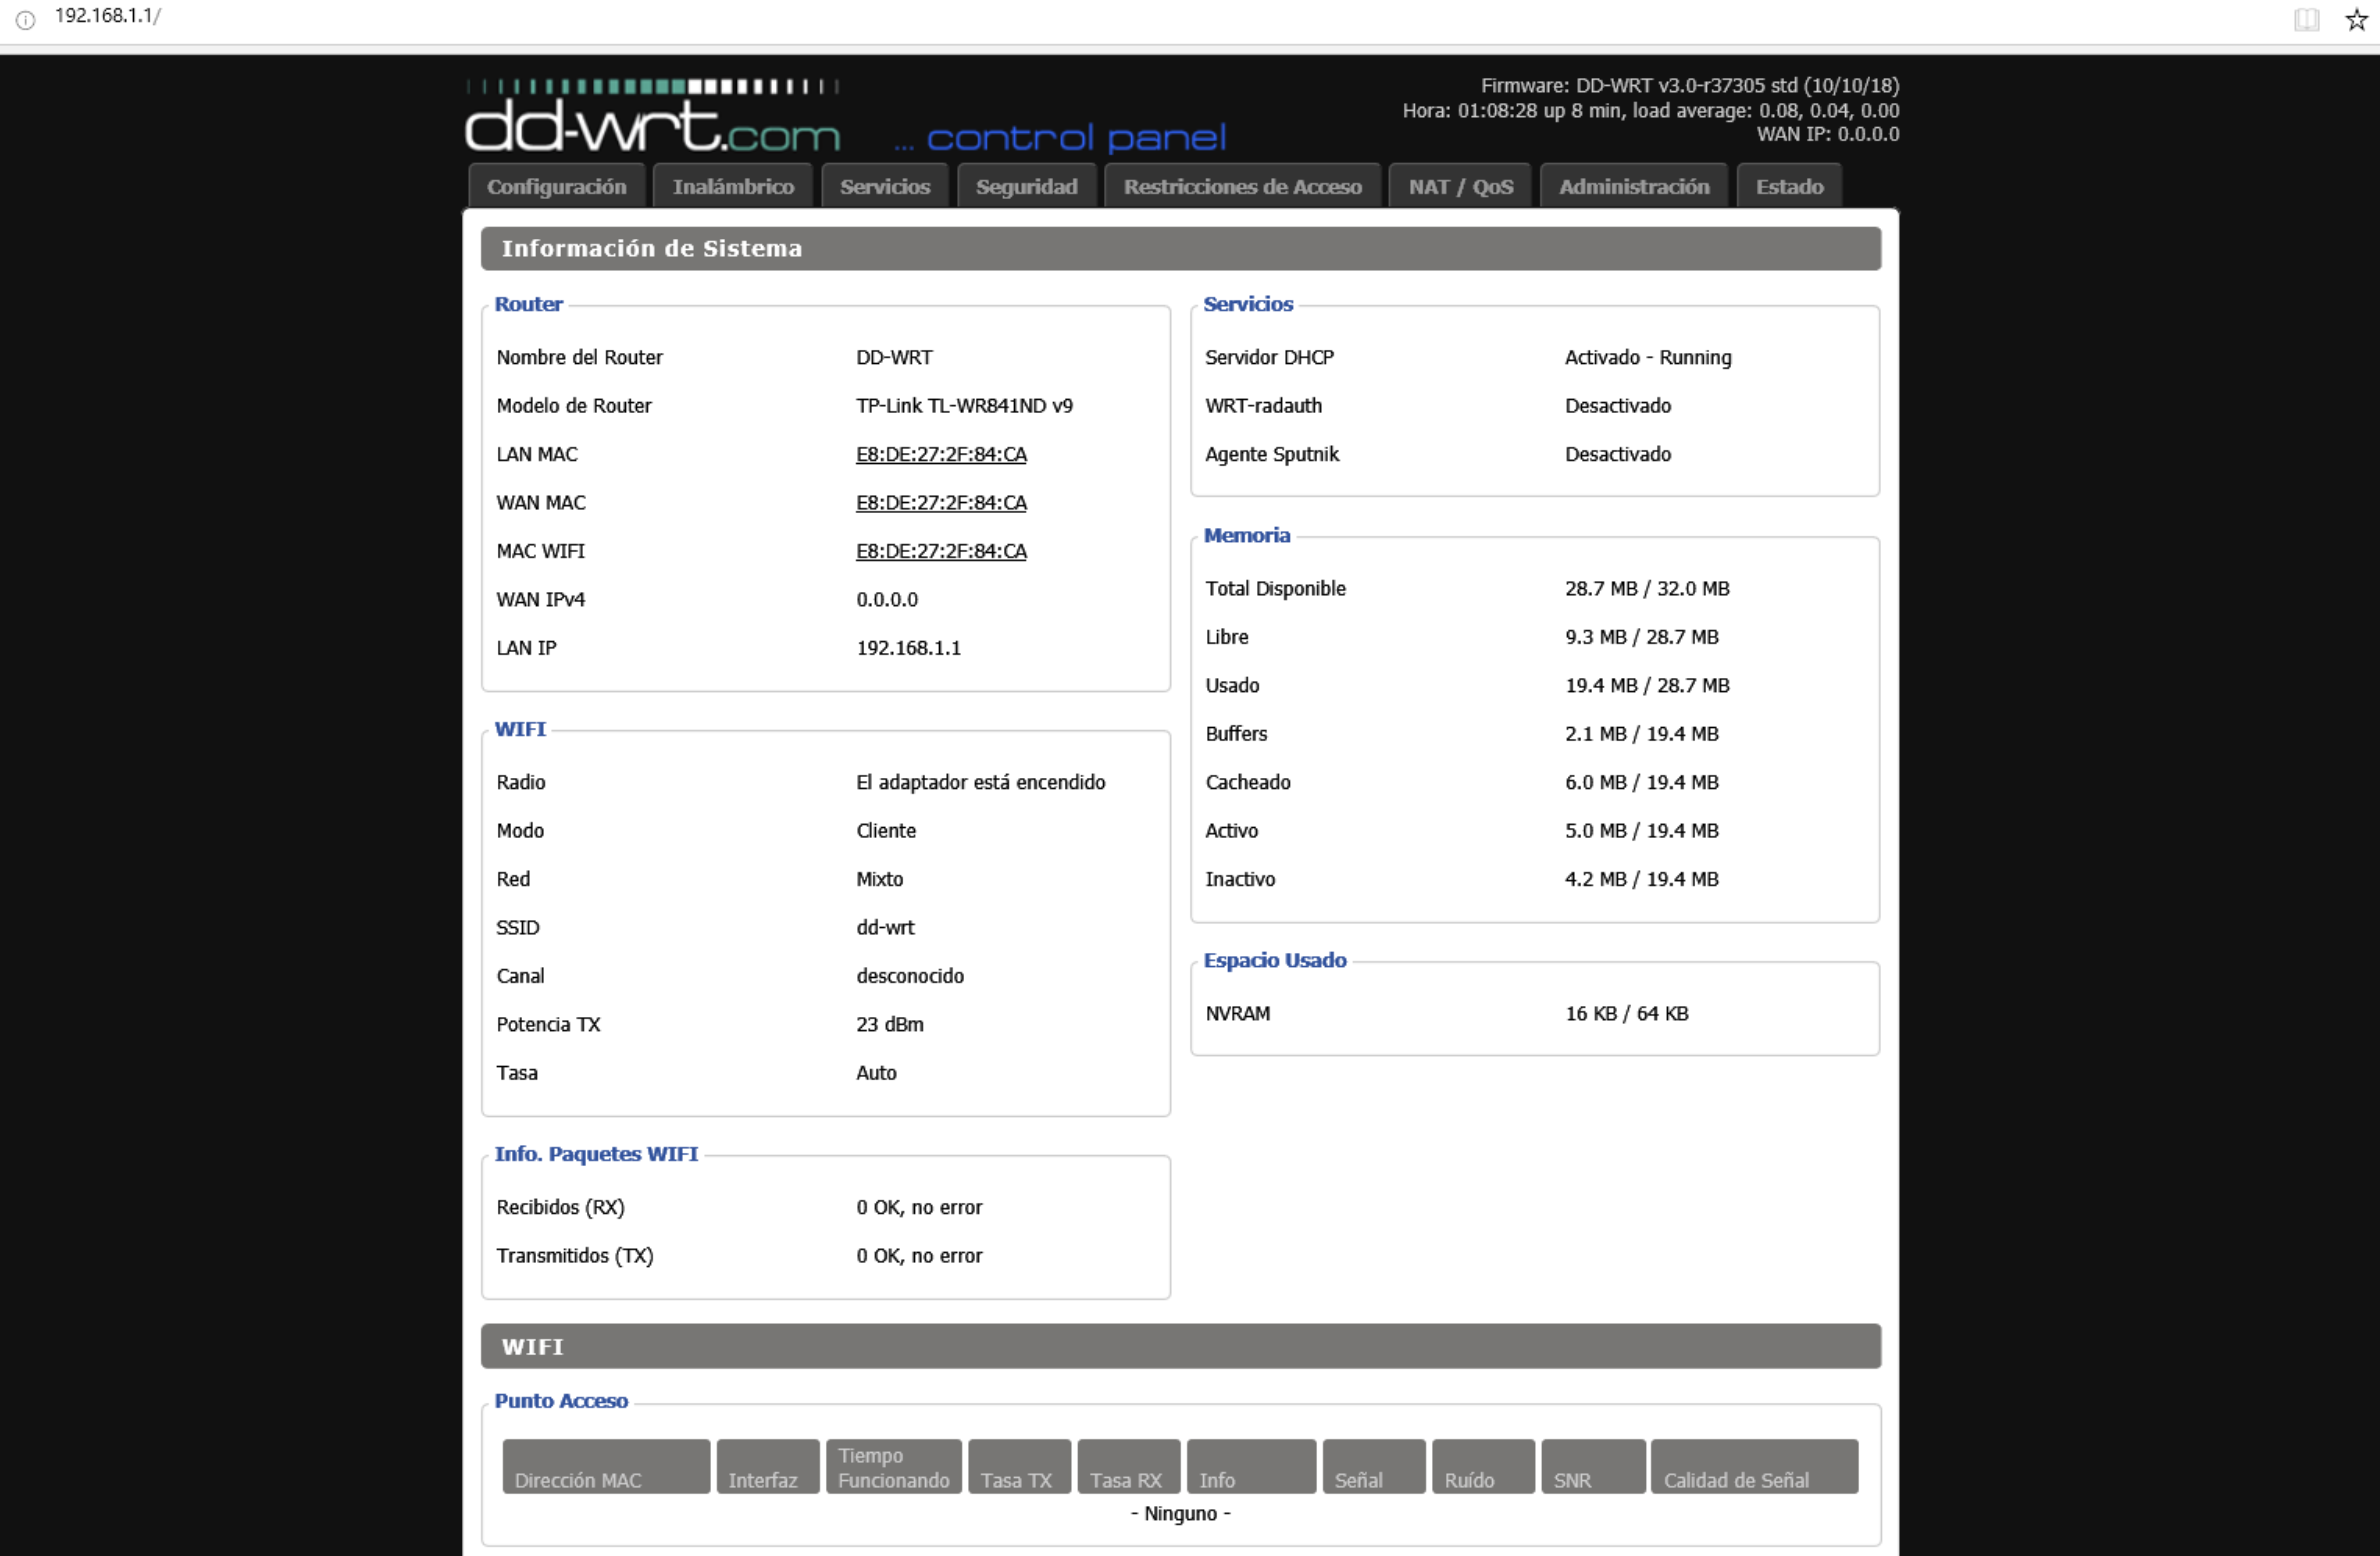 192.168.1.1/
dd-wrt.com ... control panel
Firmware: DD-WRT v3.0-r37305 std (10/10/18)
Hora: 01:08:28 up 8 min, load average: 0.08, 0.04, 0.00
WAN IP: 0.0.0.0
Configuración Inalámbrico Servicios Seguridad Restricciones de Acceso NAT / QoS Administración Estado
Información de Sistema
Router
Nombre del Router DD-WRT
Modelo de Router TP-Link TL-WR841ND v9
LAN MAC E8:DE:27:2F:84:CA
WAN MAC E8:DE:27:2F:84:CA
MAC WIFI E8:DE:27:2F:84:CA
WAN IPv4 0.0.0.0
LAN IP 192.168.1.1
WIFI
Radio El adaptador está encendido
Modo Cliente
Red Mixto
SSID dd-wrt
Canal desconocido
Potencia TX 23 dBm
Tasa Auto
Info. Paquetes WIFI
Recibidos (RX) 0 OK, no error
Transmitidos (TX) 0 OK, no error
Servicios
Servidor DHCP Activado - Running
WRT-radauth Desactivado
Agente Sputnik Desactivado
Memoria
Total Disponible 28.7 MB / 32.0 MB
Libre 9.3 MB / 28.7 MB
Usado 19.4 MB / 28.7 MB
Buffers 2.1 MB / 19.4 MB
Cacheado 6.0 MB / 19.4 MB
Activo 5.0 MB / 19.4 MB
Inactivo 4.2 MB / 19.4 MB
Espacio Usado
NVRAM 16 KB / 64 KB
WIFI
Punto Acceso
Dirección MAC Interfaz Tiempo Funcionando Tasa TX Tasa RX Info Señal Ruído SNR Calidad de Señal
- Ninguno -